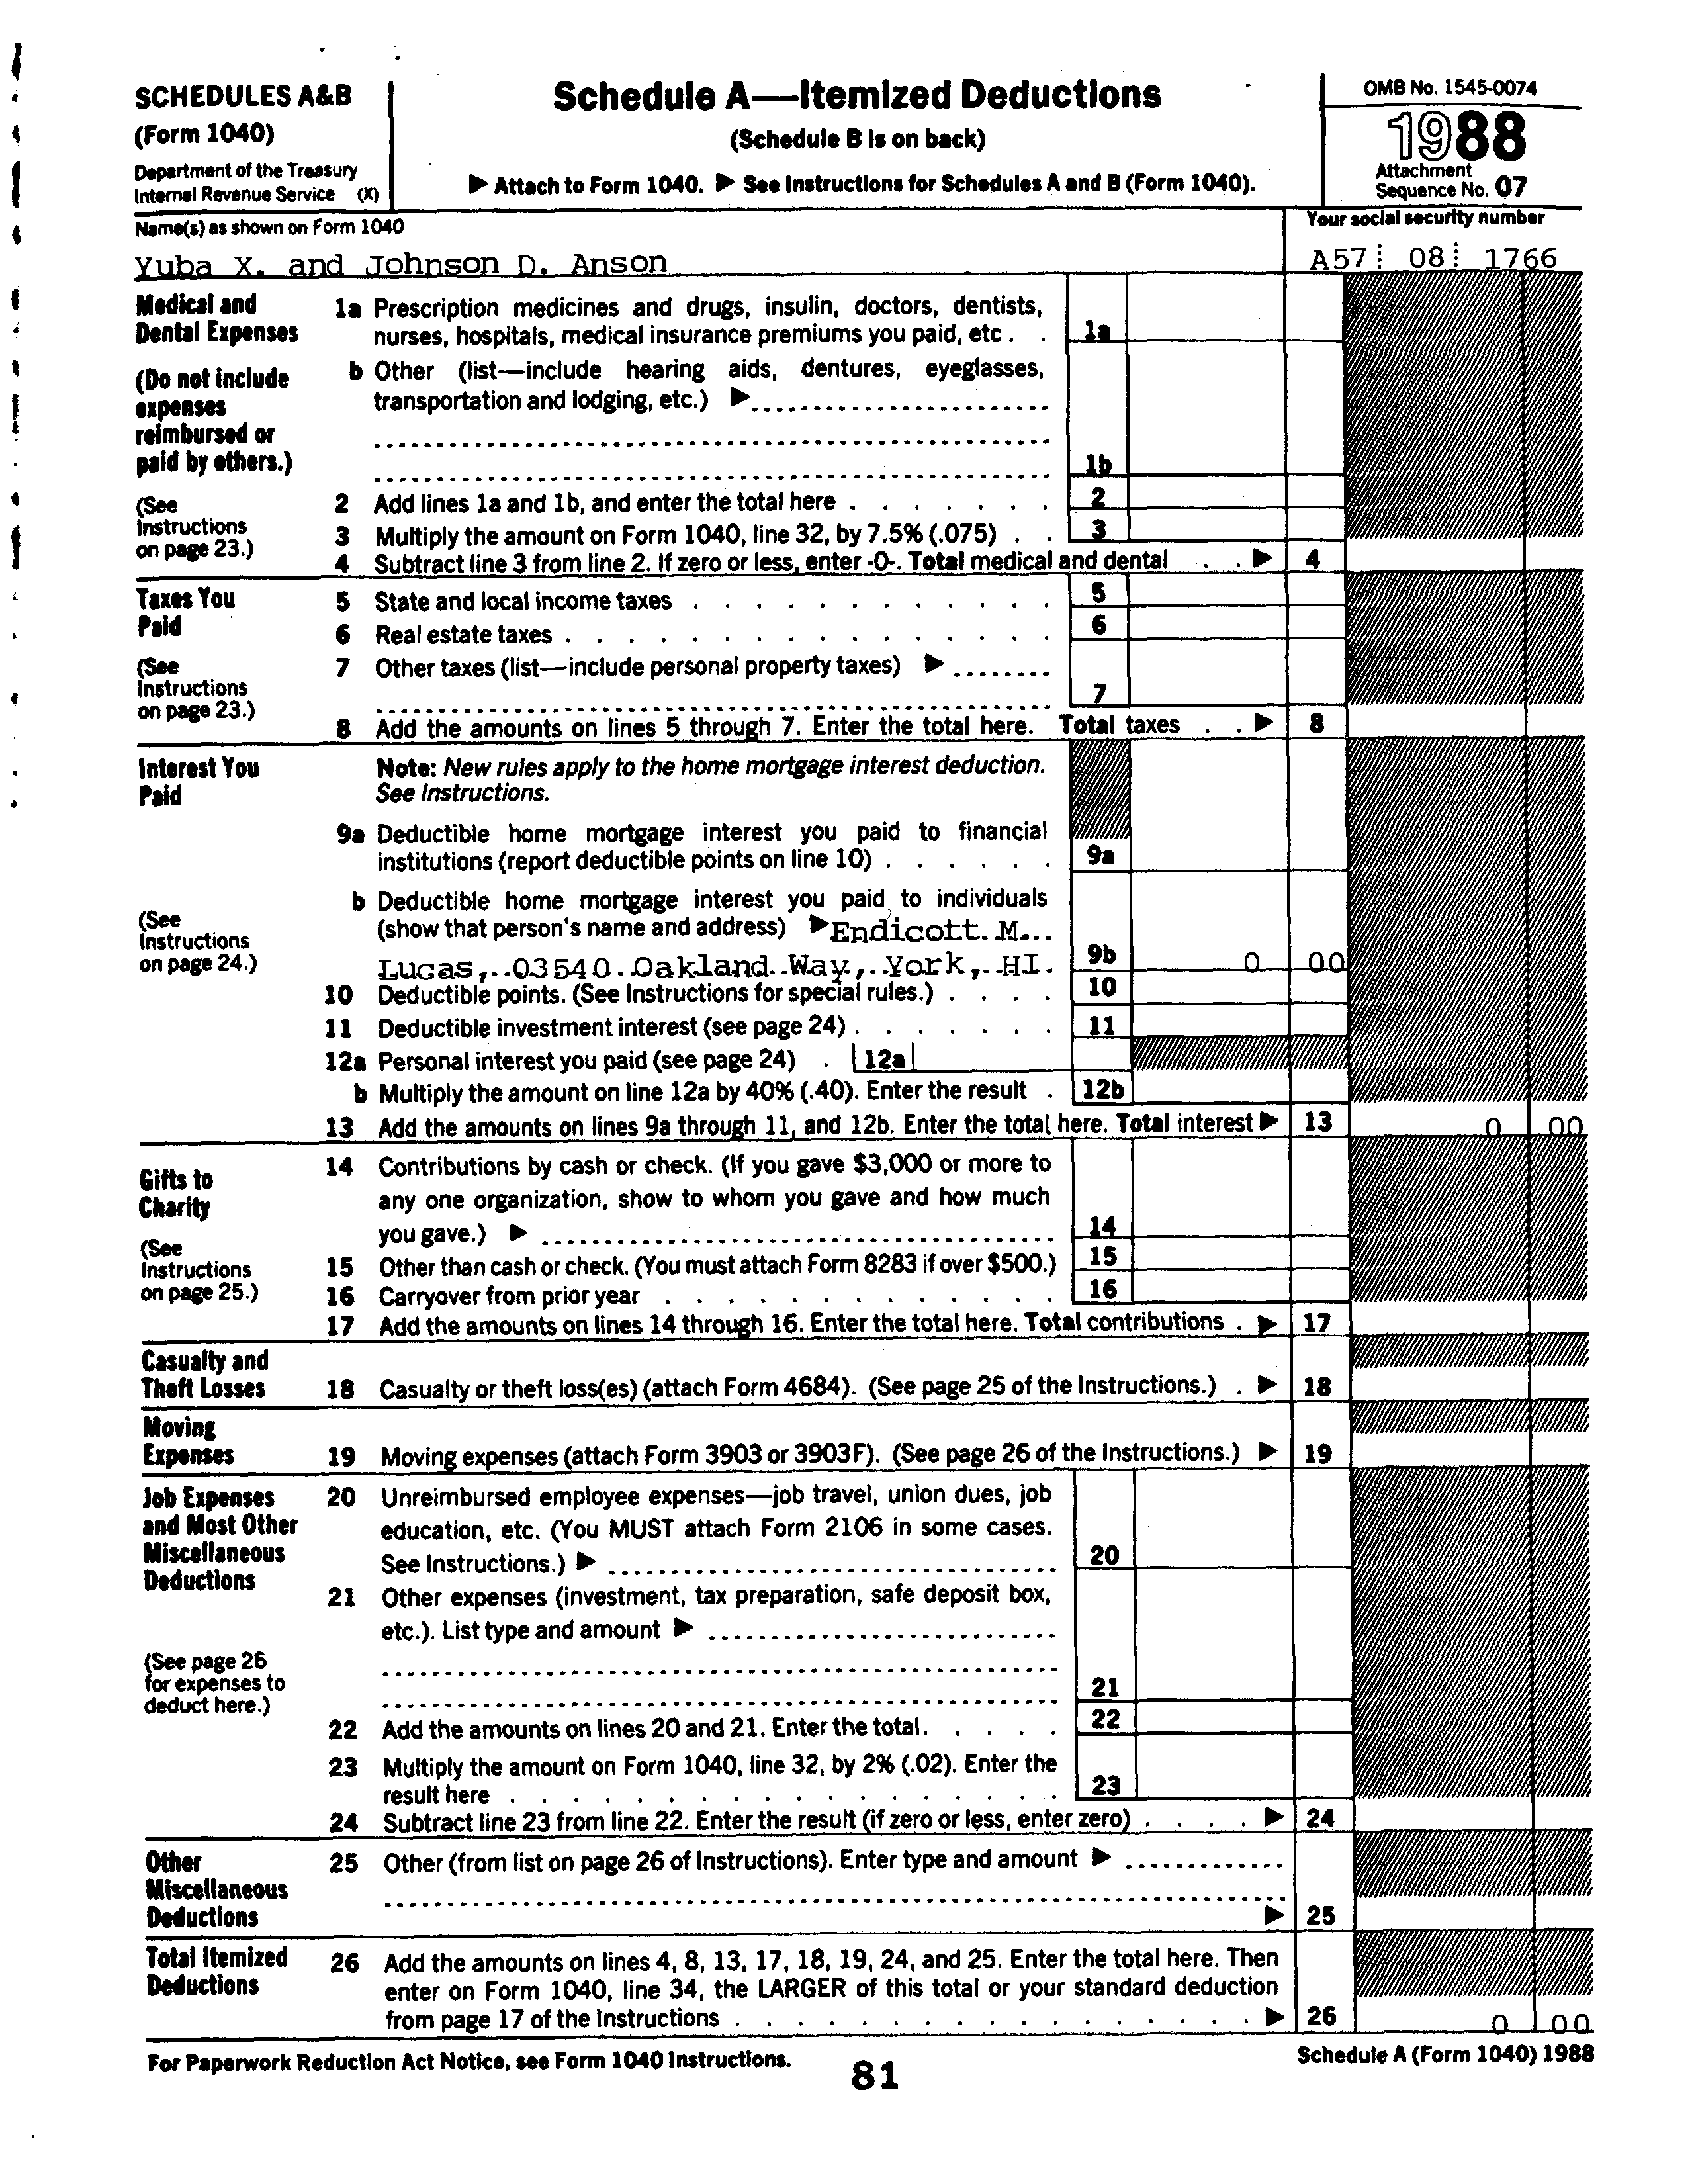 SCHEDULES A&B
(Form 1040)
Department of the Treasury
Internal Revenue Service (X)
Schedule A—Itemized Deductions
(Schedule B is on back)
▶ Attach to Form 1040. ▶ See Instructions for Schedules A and B (Form 1040).
OMB No. 1545-0074
1988
Attachment
Sequence No. 07
Name(s) as shown on Form 1040
Your social security number
Yuba X. and Johnson D. Anson
A57 08 1766
Medical and
Dental Expenses
(Do not include
expenses
reimbursed or
paid by others.)
(See
Instructions
on page 23.)
1a Prescription medicines and drugs, insulin, doctors, dentists,
nurses, hospitals, medical insurance premiums you paid, etc . . 1a
b Other (list—include hearing aids, dentures, eyeglasses,
transportation and lodging, etc.) ▶
1b
2 Add lines 1a and 1b, and enter the total here . . . . . . . 2
3 Multiply the amount on Form 1040, line 32, by 7.5% (.075) . . 3
4 Subtract line 3 from line 2. If zero or less, enter -0-. Total medical and dental . . ▶ 4
Taxes You
Paid
(See
Instructions
on page 23.)
5 State and local income taxes . . . . . . . . . . . . 5
6 Real estate taxes . . . . . . . . . . . . . . . . 6
7 Other taxes (list—include personal property taxes) ▶
7
8 Add the amounts on lines 5 through 7. Enter the total here. Total taxes . . ▶ 8
Interest You
Paid
(See
Instructions
on page 24.)
Note: New rules apply to the home mortgage interest deduction.
See Instructions.
9a Deductible home mortgage interest you paid to financial
institutions (report deductible points on line 10) . . . . . . 9a
b Deductible home mortgage interest you paid to individuals
(show that person's name and address) ▶ Endicott M.
Lucas, 03540 Oakland Way, York, HI 9b 0 00
10 Deductible points. (See Instructions for special rules.) . . . . 10
11 Deductible investment interest (see page 24) . . . . . . . 11
12a Personal interest you paid (see page 24) . 12a
b Multiply the amount on line 12a by 40% (.40). Enter the result . 12b
13 Add the amounts on lines 9a through 11, and 12b. Enter the total here. Total interest ▶ 13 0 00
Gifts to
Charity
(See
Instructions
on page 25.)
14 Contributions by cash or check. (If you gave $3,000 or more to
any one organization, show to whom you gave and how much
you gave.) ▶ 14
15 Other than cash or check. (You must attach Form 8283 if over $500.) 15
16 Carryover from prior year . . . . . . . . . . . . . 16
17 Add the amounts on lines 14 through 16. Enter the total here. Total contributions . ▶ 17
Casualty and
Theft Losses
18 Casualty or theft loss(es) (attach Form 4684). (See page 25 of the Instructions.) . ▶ 18
Moving
Expenses
19 Moving expenses (attach Form 3903 or 3903F). (See page 26 of the Instructions.) ▶ 19
Job Expenses
and Most Other
Miscellaneous
Deductions
(See page 26
for expenses to
deduct here.)
20 Unreimbursed employee expenses—job travel, union dues, job
education, etc. (You MUST attach Form 2106 in some cases.
See Instructions.) ▶ 20
21 Other expenses (investment, tax preparation, safe deposit box,
etc.). List type and amount ▶
21
22 Add the amounts on lines 20 and 21. Enter the total. . . . . 22
23 Multiply the amount on Form 1040, line 32, by 2% (.02). Enter the
result here . . . . . . . . . . . . . . . . . 23
24 Subtract line 23 from line 22. Enter the result (if zero or less, enter zero) . . . . ▶ 24
Other
Miscellaneous
Deductions
25 Other (from list on page 26 of Instructions). Enter type and amount ▶
▶ 25
Total Itemized
Deductions
26 Add the amounts on lines 4, 8, 13, 17, 18, 19, 24, and 25. Enter the total here. Then
enter on Form 1040, line 34, the LARGER of this total or your standard deduction
from page 17 of the Instructions . . . . . . . . . . . . . . . . ▶ 26 0 00
For Paperwork Reduction Act Notice, see Form 1040 Instructions.
Schedule A (Form 1040) 1988
81